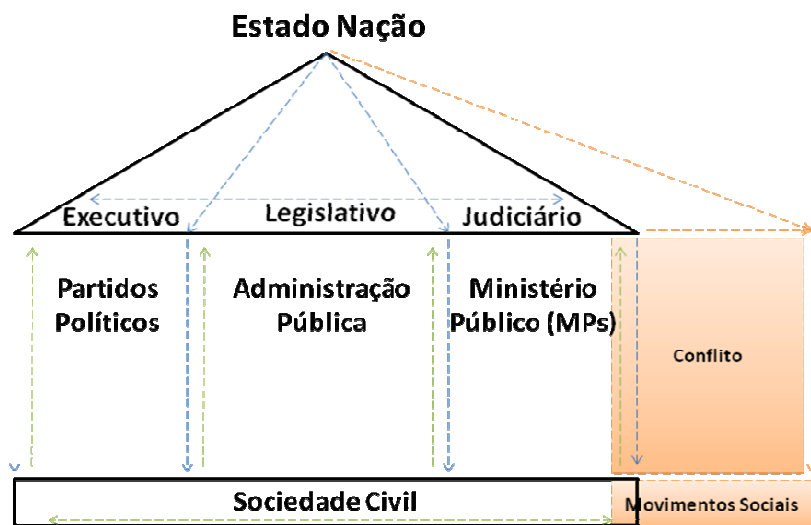 Estado Nação
Executivo Legislativo Judiciário
Partidos Políticos
Administração Pública
Ministério Público (MPs)
Conflito
Sociedade Civil
Movimentos Sociais